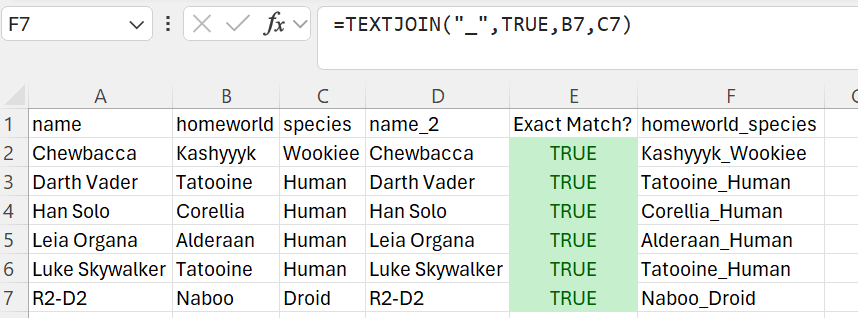 F7 fx =TEXTJOIN("_",TRUE,B7,C7)
A B C D E F
1 name homeworld species name_2 Exact Match? homeworld_species
2 Chewbacca Kashyyyk Wookiee Chewbacca TRUE Kashyyyk_Wookiee
3 Darth Vader Tatooine Human Darth Vader TRUE Tatooine_Human
4 Han Solo Corellia Human Han Solo TRUE Corellia_Human
5 Leia Organa Alderaan Human Leia Organa TRUE Alderaan_Human
6 Luke Skywalker Tatooine Human Luke Skywalker TRUE Tatooine_Human
7 R2-D2 Naboo Droid R2-D2 TRUE Naboo_Droid